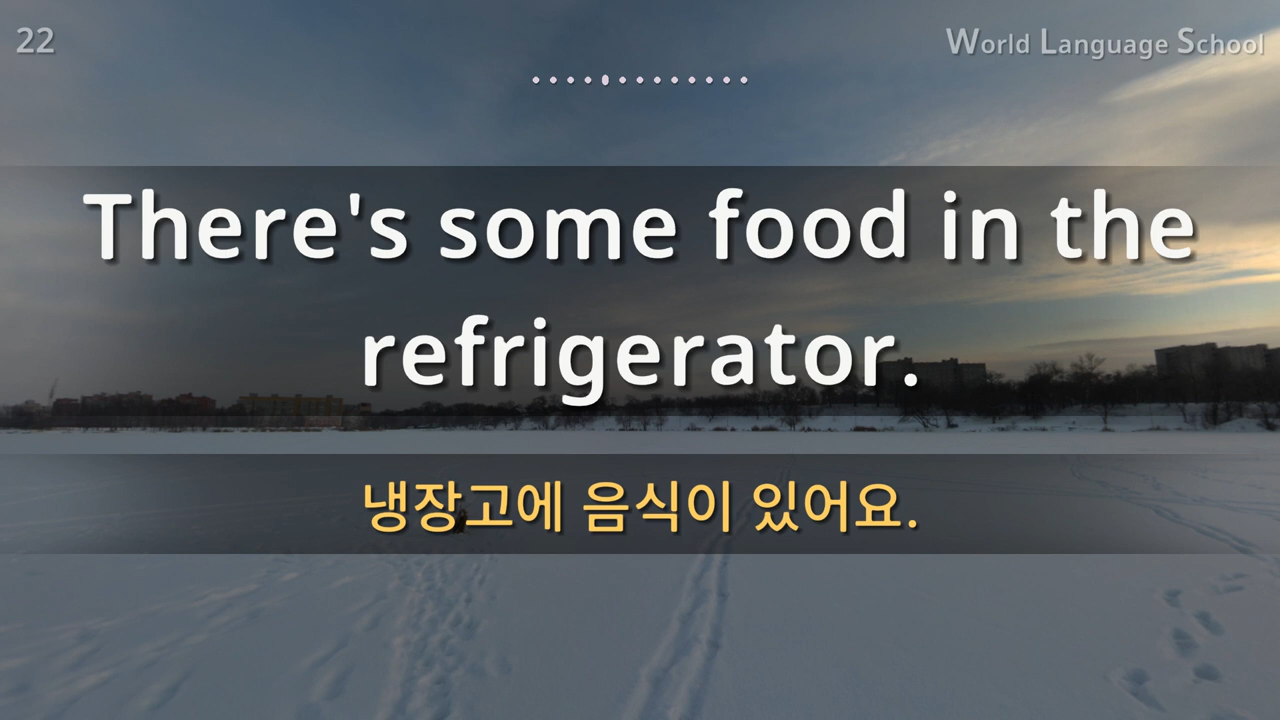 22
World Language School
There's some food in the
refrigerator.
냉장고에 음식이 있어요.